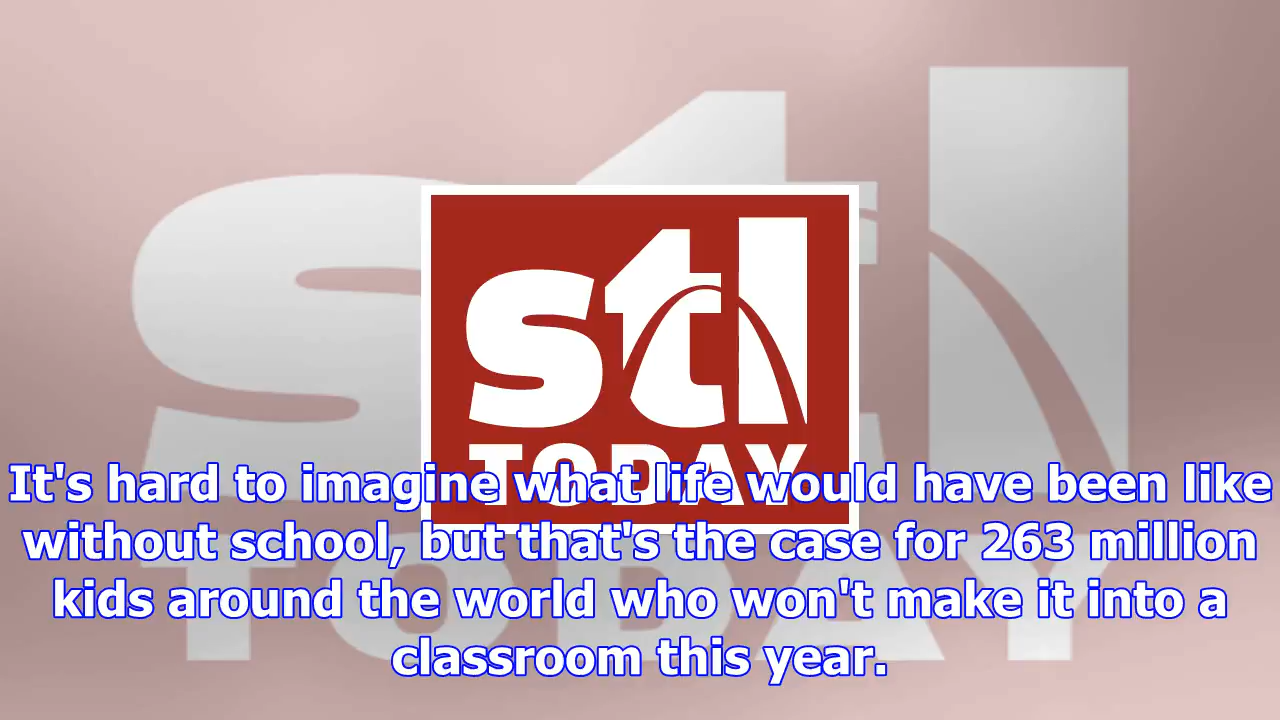 stl
TODAY
It's hard to imagine what life would have been like
without school, but that's the case for 263 million
kids around the world who won't make it into a
classroom this year.